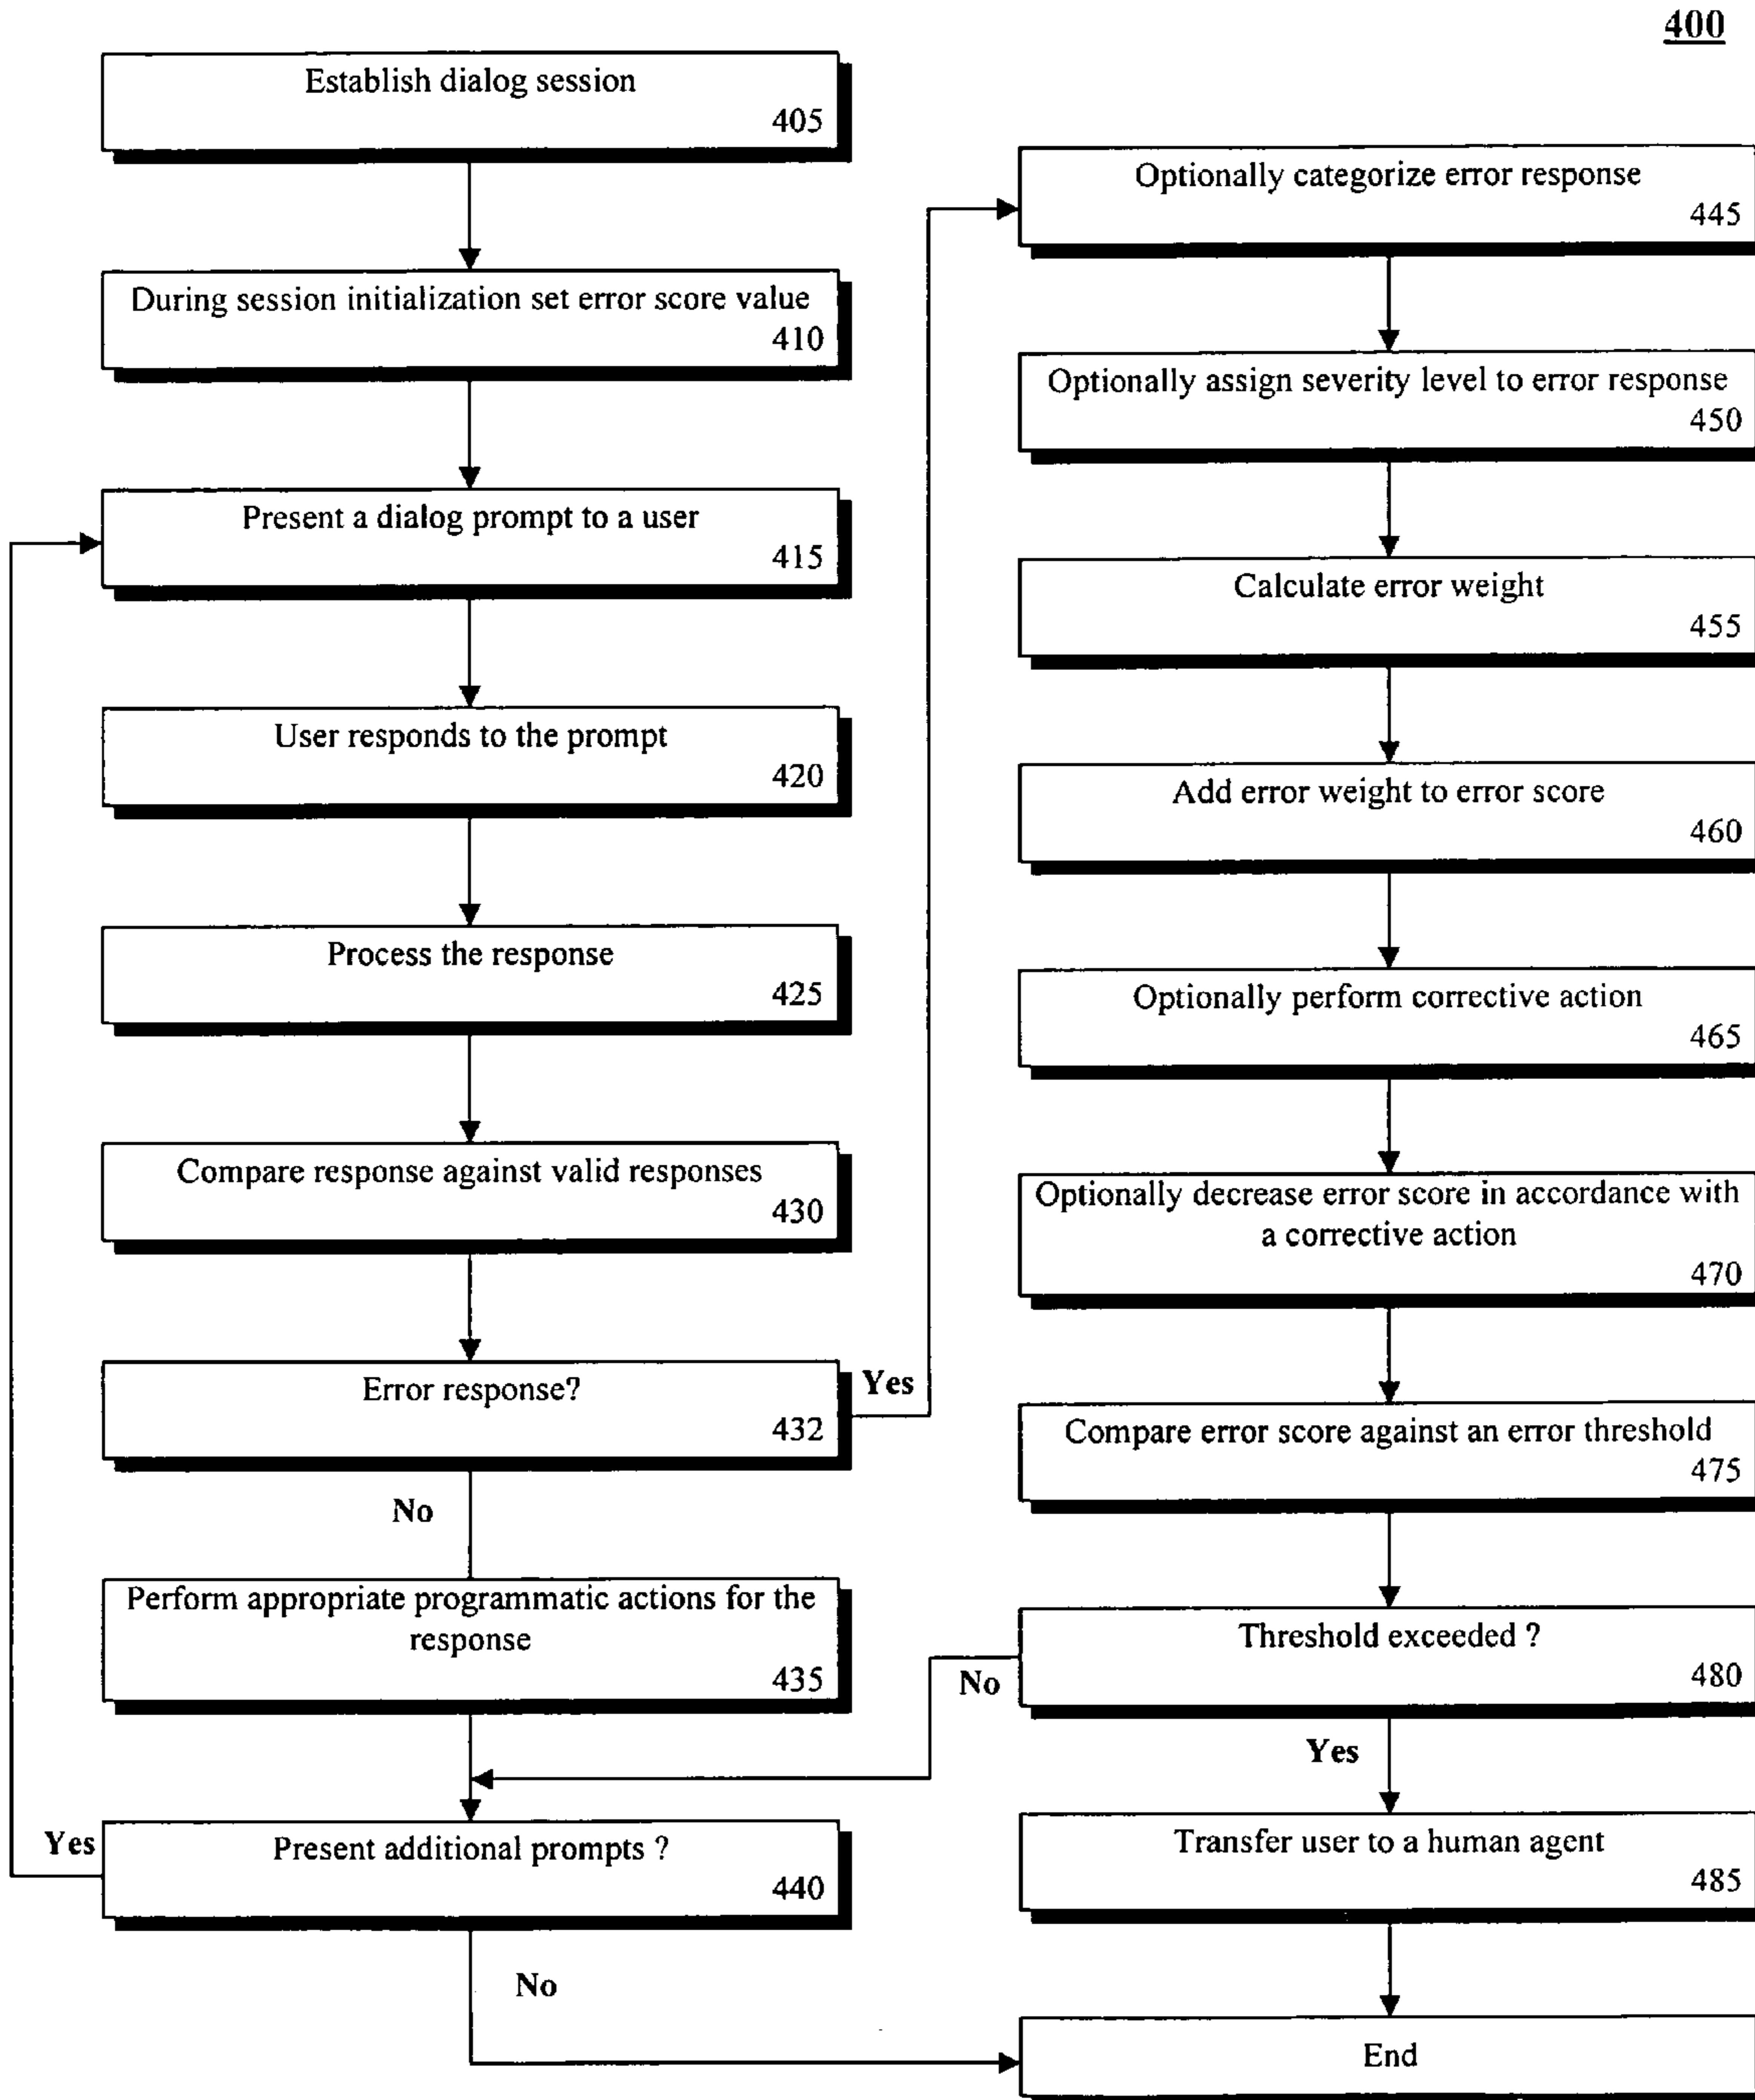 400
Establish dialog session
405
During session initialization set error score value
410
Present a dialog prompt to a user
415
User responds to the prompt
420
Process the response
425
Compare response against valid responses
430
Error response?
432
Yes
No
Perform appropriate programmatic actions for the
response
435
Present additional prompts ?
440
Yes
No
Optionally categorize error response
445
Optionally assign severity level to error response
450
Calculate error weight
455
Add error weight to error score
460
Optionally perform corrective action
465
Optionally decrease error score in accordance with
a corrective action
470
Compare error score against an error threshold
475
Threshold exceeded ?
480
No
Yes
Transfer user to a human agent
485
End